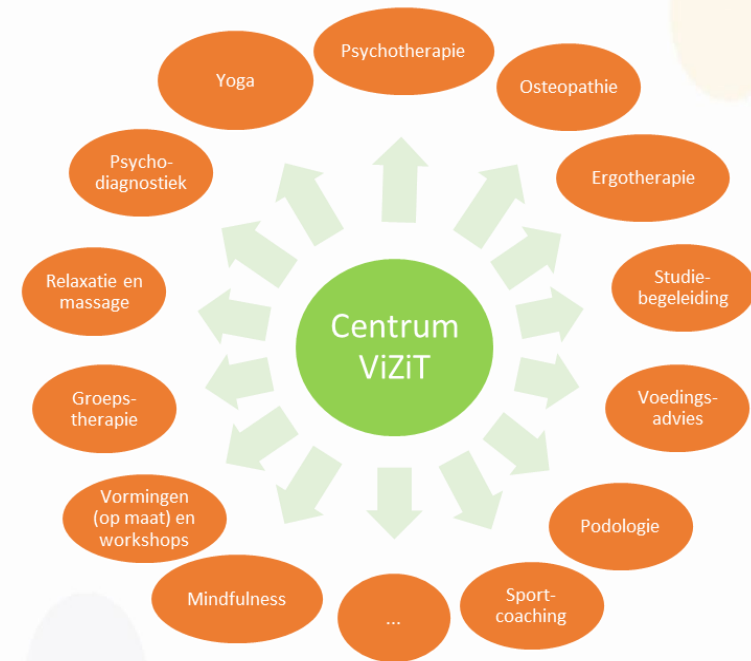 Psychotherapie
Osteopathie
Ergotherapie
Studie-
begeleiding
Voedings-
advies
Podologie
Sport-
coaching
...
Mindfulness
Vormingen
(op maat) en
workshops
Groeps-
therapie
Relaxatie en
massage
Psycho-
diagnostiek
Yoga
Centrum
ViZiT